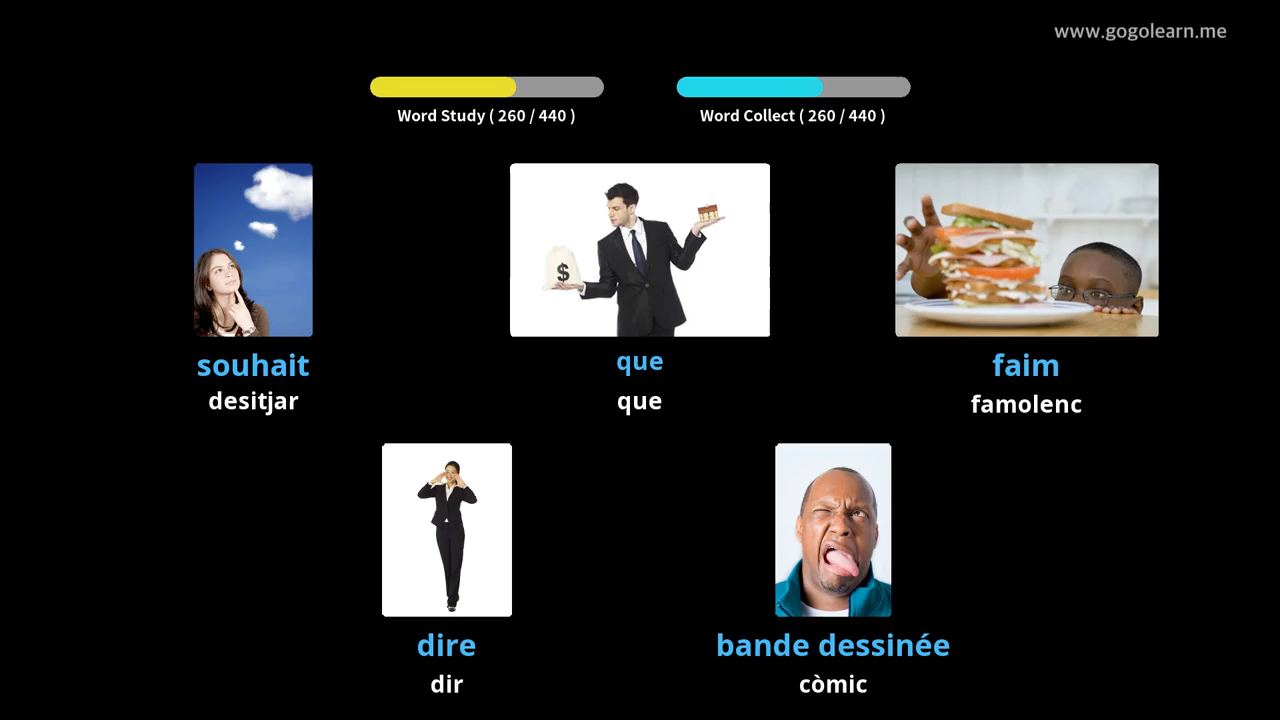 www.gogolearn.me
Word Study ( 260 / 440 )
Word Collect ( 260 / 440 )
$
souhait
desitjar
que
que
faim
famolenc
dire
dir
bande dessinée
còmic